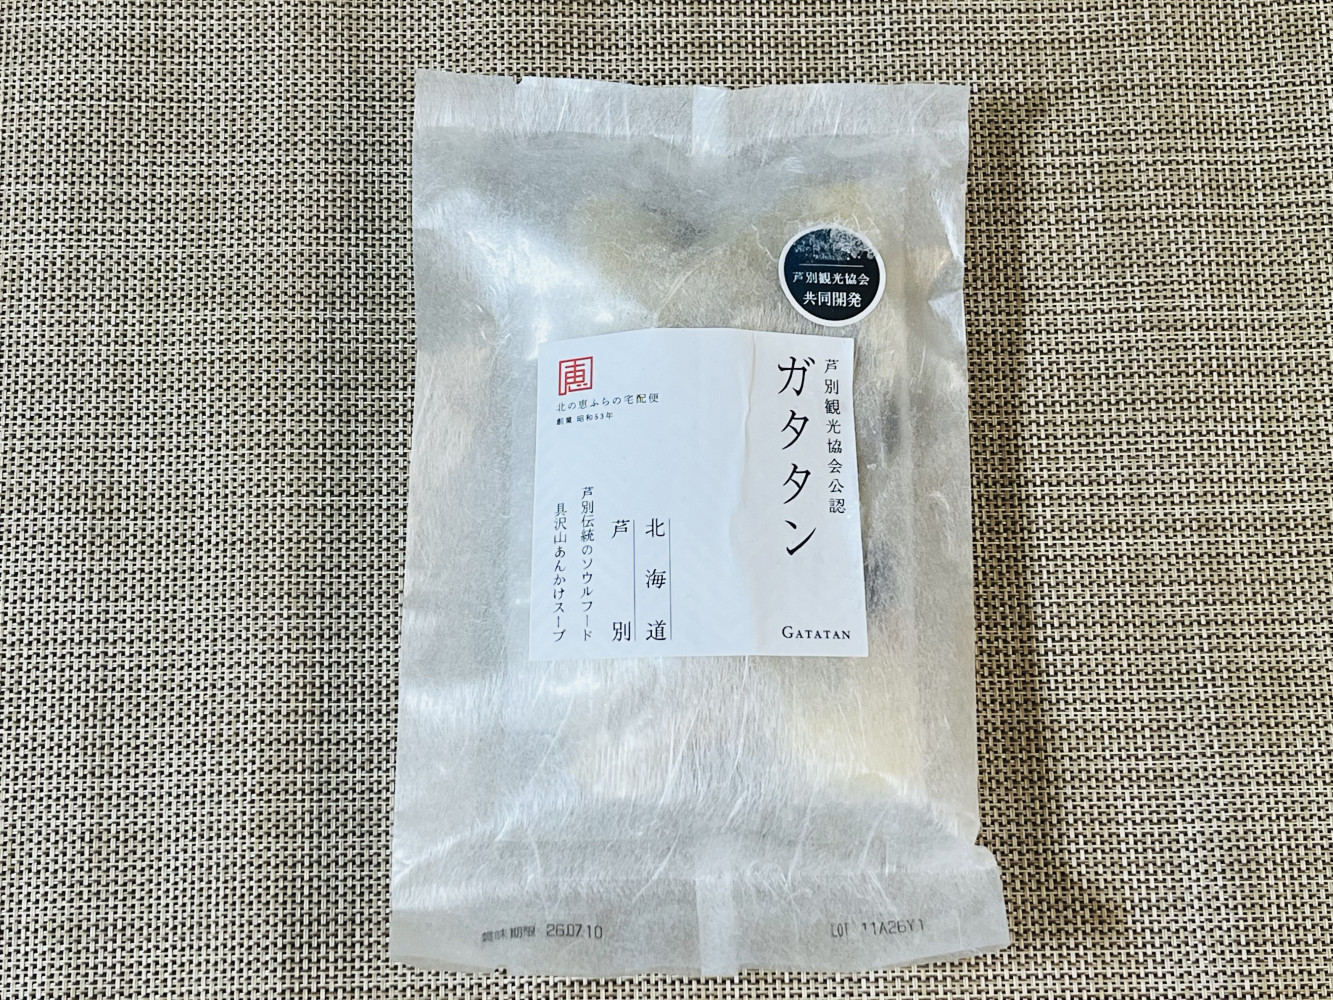 芦別観光協会
共同開発
芦別観光協会公認
ガタタン
GATATAN
恵
北の恵ふらの宅配便
創業 昭和53年
北海道
芦別
芦別伝統のソウルフード
具沢山あんかけスープ
賞味期限 26.07.10
LOT 11A26Y1